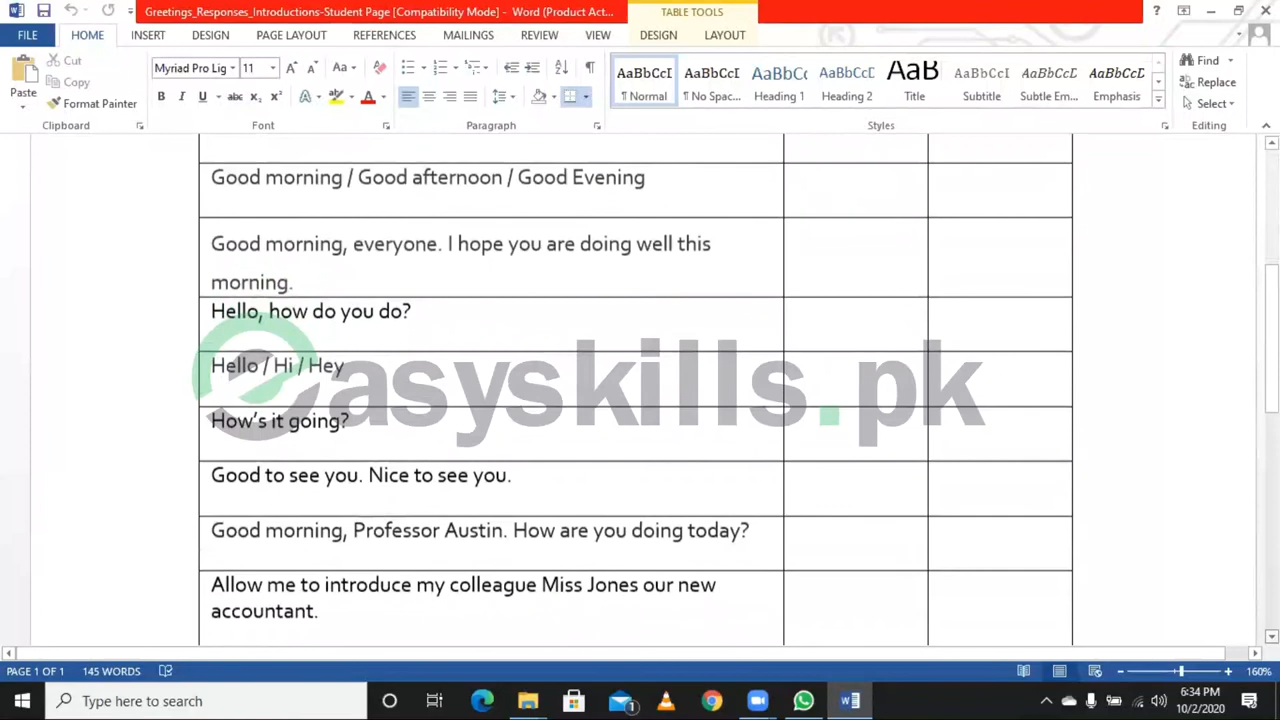 Greetings_Responses_Introductions-Student Page [Compatibility Mode] - Word (Product Act...
TABLE TOOLS
FILE HOME INSERT DESIGN PAGE LAYOUT REFERENCES MAILINGS REVIEW VIEW DESIGN LAYOUT
Paste
Cut
Copy
Format Painter
Clipboard
Myriad Pro Lig 11
Font
Paragraph
AaBbCcI AaBbCcI AaBbCc AaBbCcI AaB AaBbCcI AaBbCcI AaBbCcI
¶ Normal ¶ No Spac... Heading 1 Heading 2 Title Subtitle Subtle Em... Emphasis
Styles
Find
Replace
Select
Editing
Good morning / Good afternoon / Good Evening
Good morning, everyone. I hope you are doing well this
morning.
Hello, how do you do?
Hello / Hi / Hey
easyskills.pk
How’s it going?
Good to see you. Nice to see you.
Good morning, Professor Austin. How are you doing today?
Allow me to introduce my colleague Miss Jones our new
accountant.
PAGE 1 OF 1 145 WORDS 160%
Type here to search
1
6:34 PM
10/2/2020